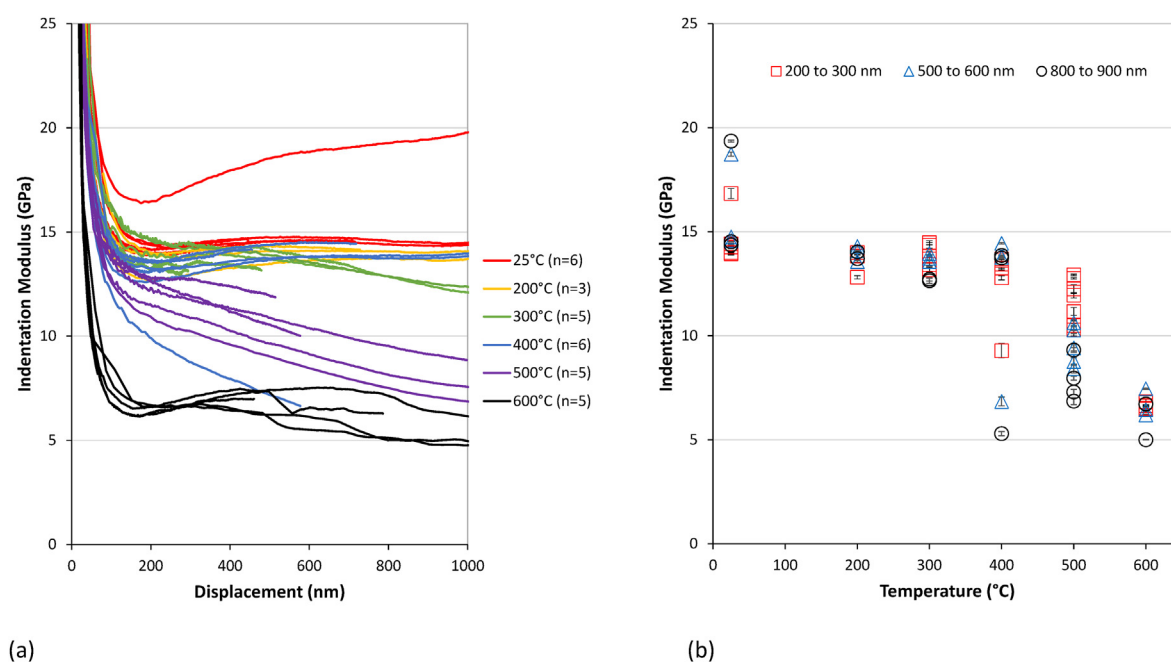 25
20
15
10
5
0
Indentation Modulus (GPa)
0 200 400 600 800 1000
Displacement (nm)
25°C (n=6)
200°C (n=3)
300°C (n=5)
400°C (n=6)
500°C (n=5)
600°C (n=5)
(a)
25
20
15
10
5
0
Indentation Modulus (GPa)
200 to 300 nm 500 to 600 nm 800 to 900 nm
0 100 200 300 400 500 600
Temperature (°C)
(b)